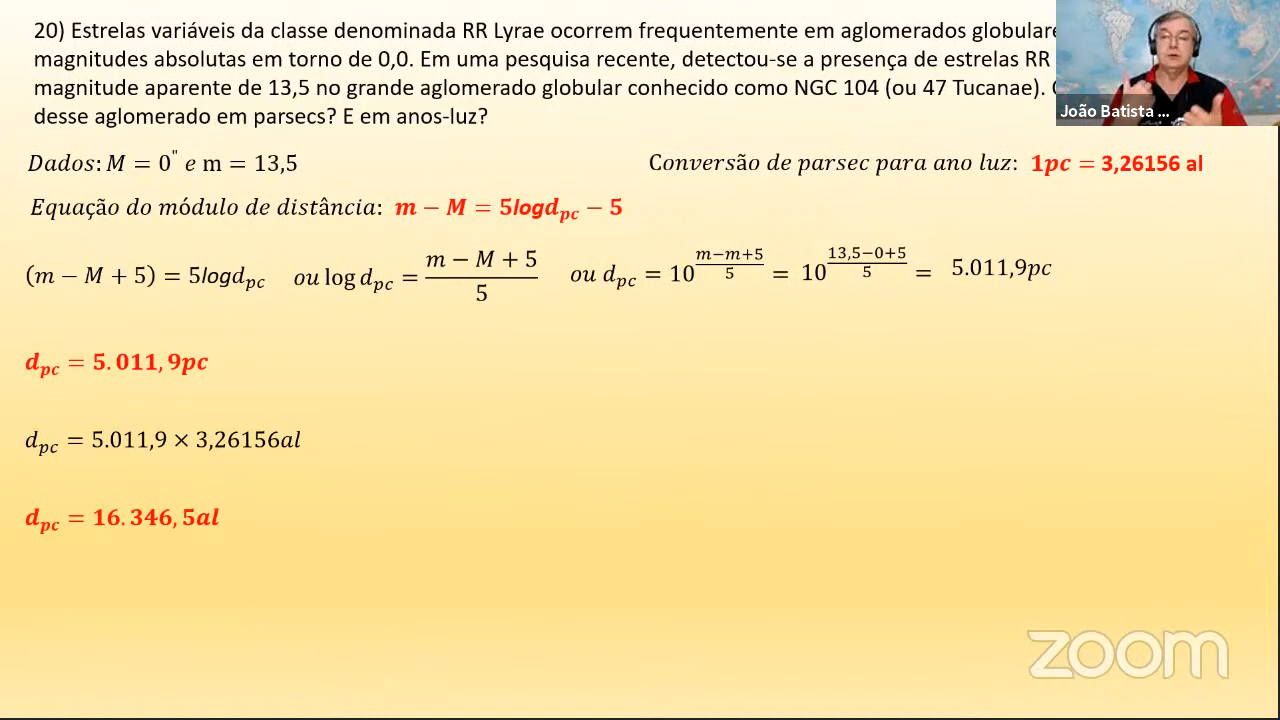 20) Estrelas variáveis da classe denominada RR Lyrae ocorrem frequentemente em aglomerados globulare
magnitudes absolutas em torno de 0,0. Em uma pesquisa recente, detectou-se a presença de estrelas RR
magnitude aparente de 13,5 no grande aglomerado globular conhecido como NGC 104 (ou 47 Tucanae).
desse aglomerado em parsecs? E em anos-luz?
João Batista ...
Dados: M = 0" e m = 13,5
Conversão de parsec para ano luz: 1pc = 3,26156 al
Equação do módulo de distância: m − M = 5logd_pc − 5
(m − M + 5) = 5logd_pc ou log d_pc = (m − M + 5)/5 ou d_pc = 10^((m−m+5)/5) = 10^((13,5−0+5)/5) = 5.011,9pc
d_pc = 5.011,9pc
d_pc = 5.011,9 × 3,26156al
d_pc = 16.346,5al
zoom